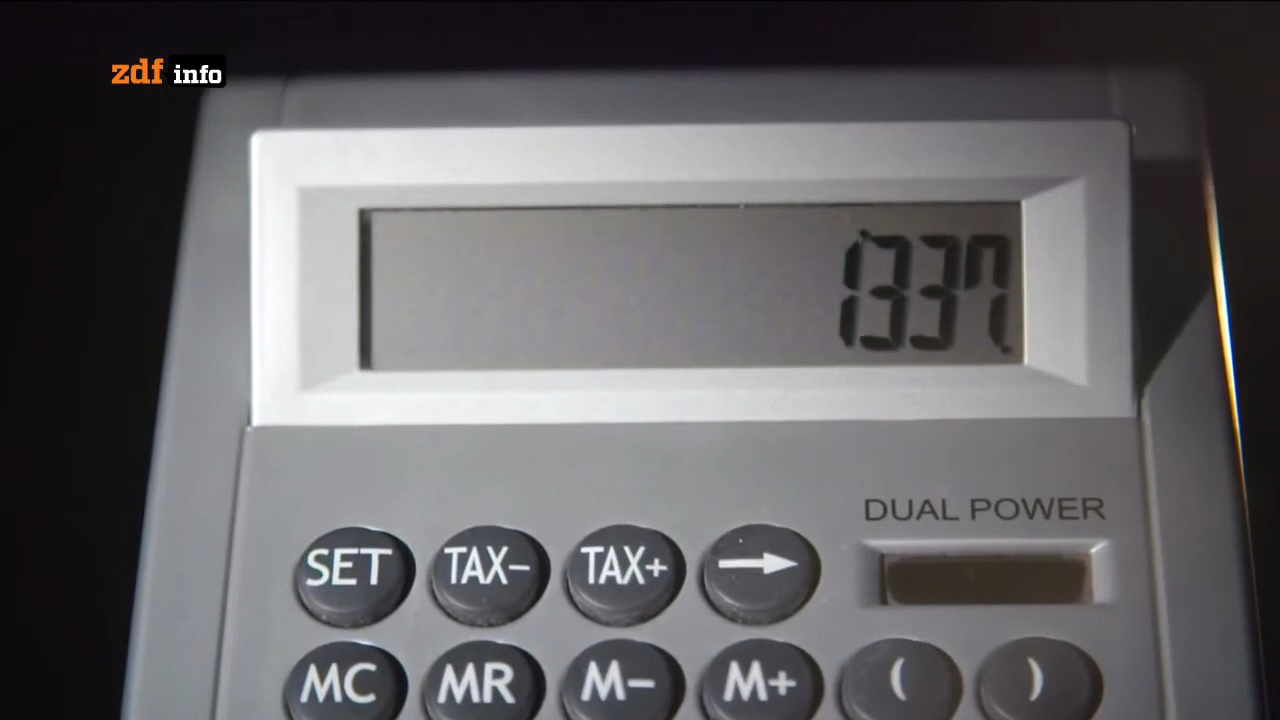 zdf info
1337
DUAL POWER
SET TAX- TAX+ →
MC MR M- M+ ( )